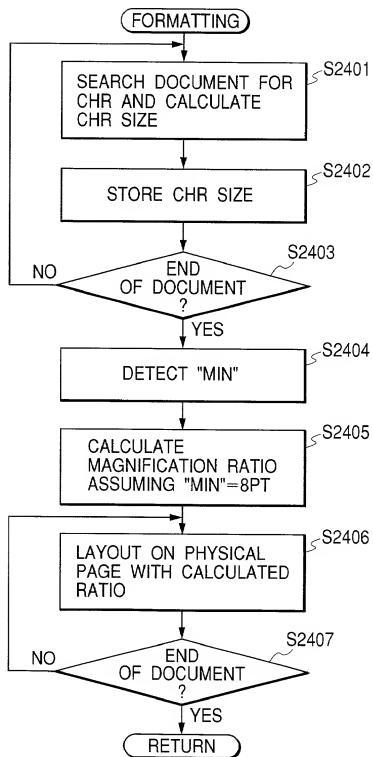 FORMATTING
S2401
SEARCH DOCUMENT FOR
CHR AND CALCULATE
CHR SIZE
S2402
STORE CHR SIZE
S2403
END
OF DOCUMENT
?
NO
YES
S2404
DETECT "MIN"
S2405
CALCULATE
MAGNIFICATION RATIO
ASSUMING "MIN"=8PT
S2406
LAYOUT ON PHYSICAL
PAGE WITH CALCULATED
RATIO
S2407
END
OF DOCUMENT
?
NO
YES
RETURN